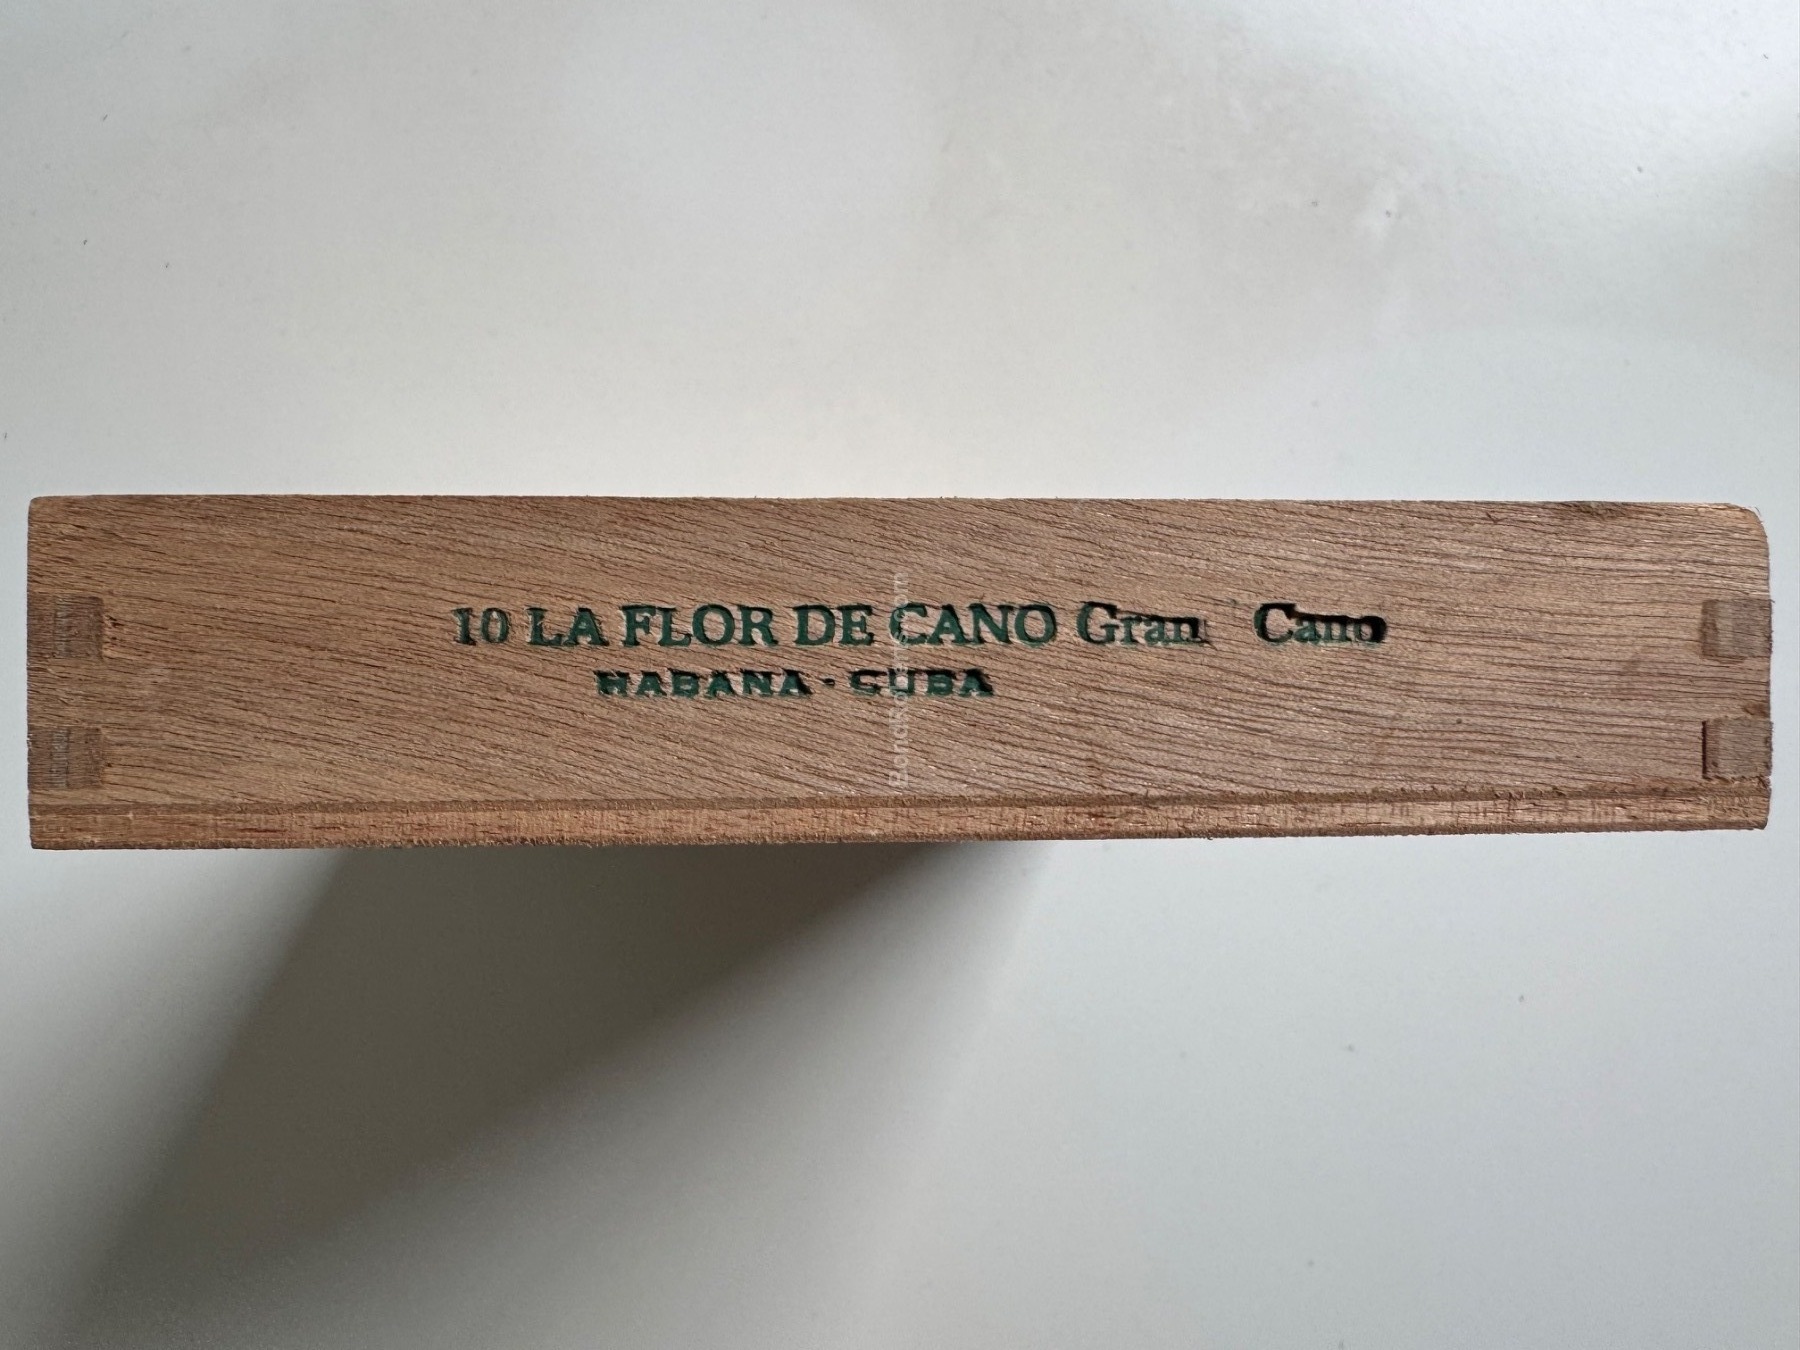 10 LA FLOR DE CANO Gran Cano
HABANA · CUBA